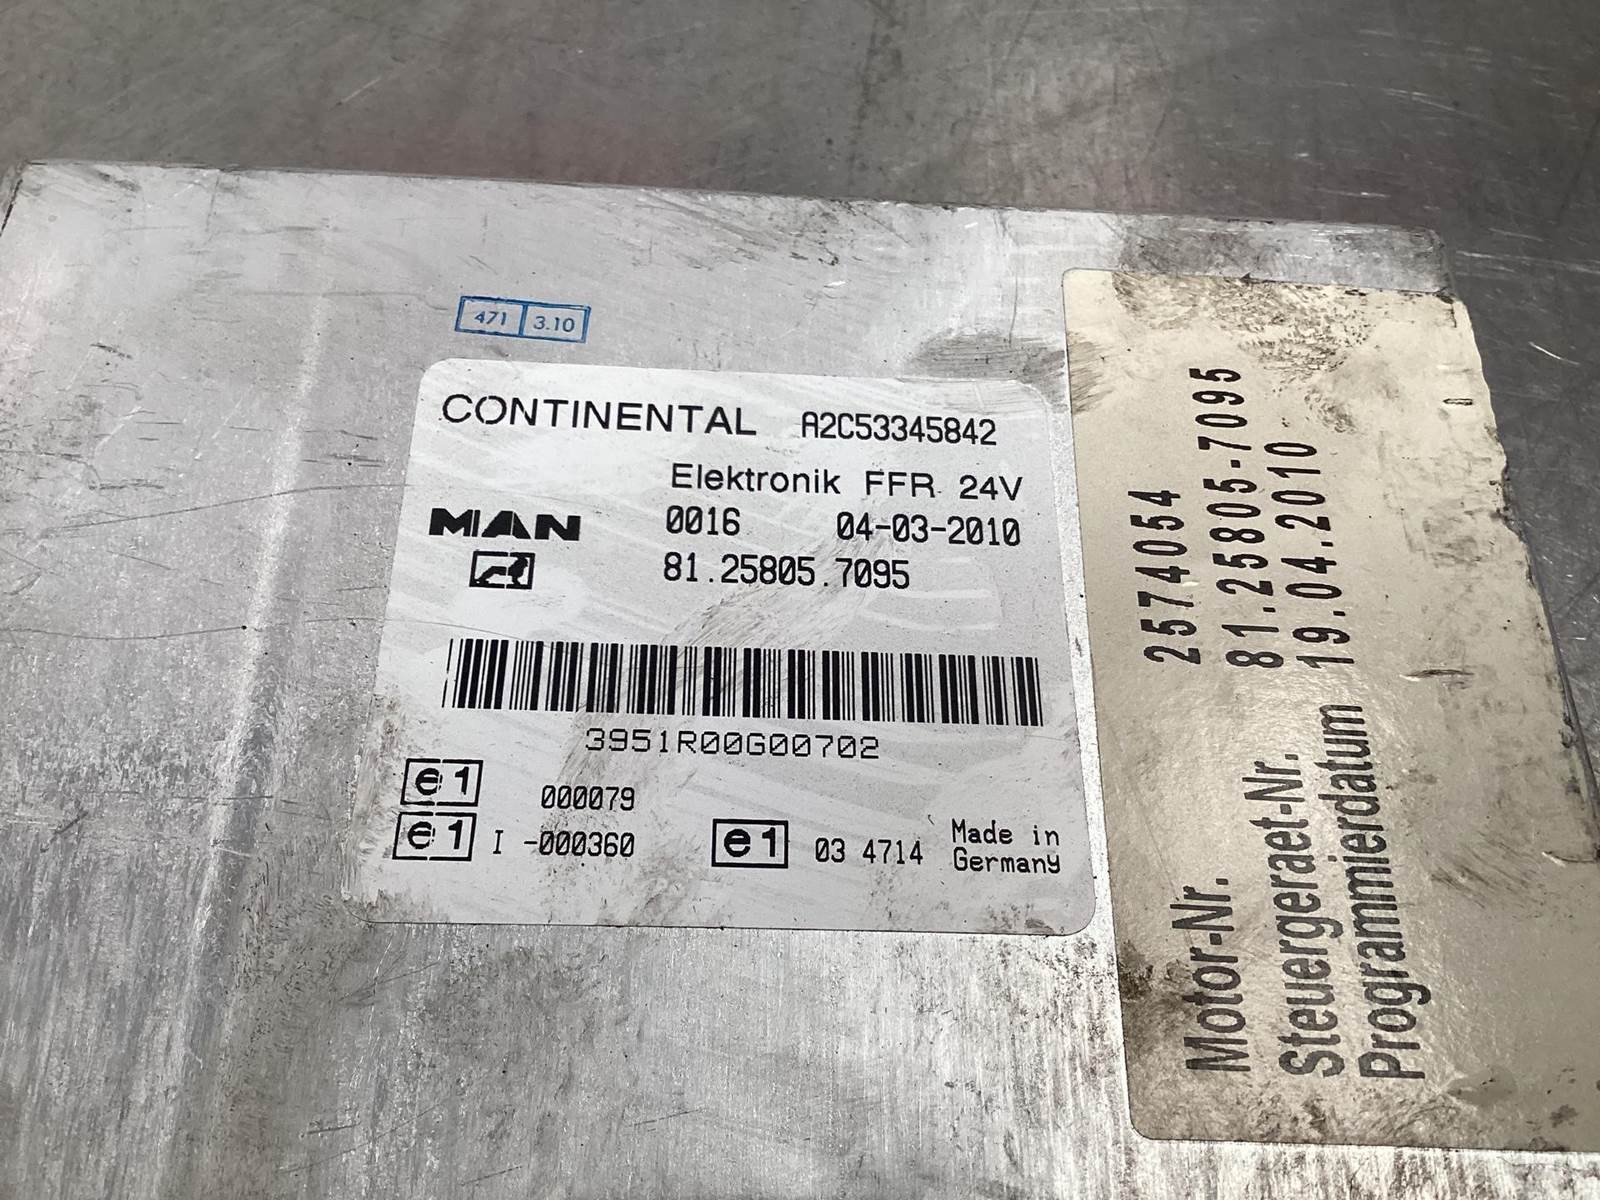 471 3.10
CONTINENTAL A2C53345842
Elektronik FFR 24V
MAN 0016 04-03-2010
81.25805.7095
3951R00G00702
e1 000079
e1 I -000360
e1 03 4714
Made in
Germany
Motor-Nr. 2574054
Steuergeraet-Nr. 81.25805-7095
Programmierdatum 19.04.2010